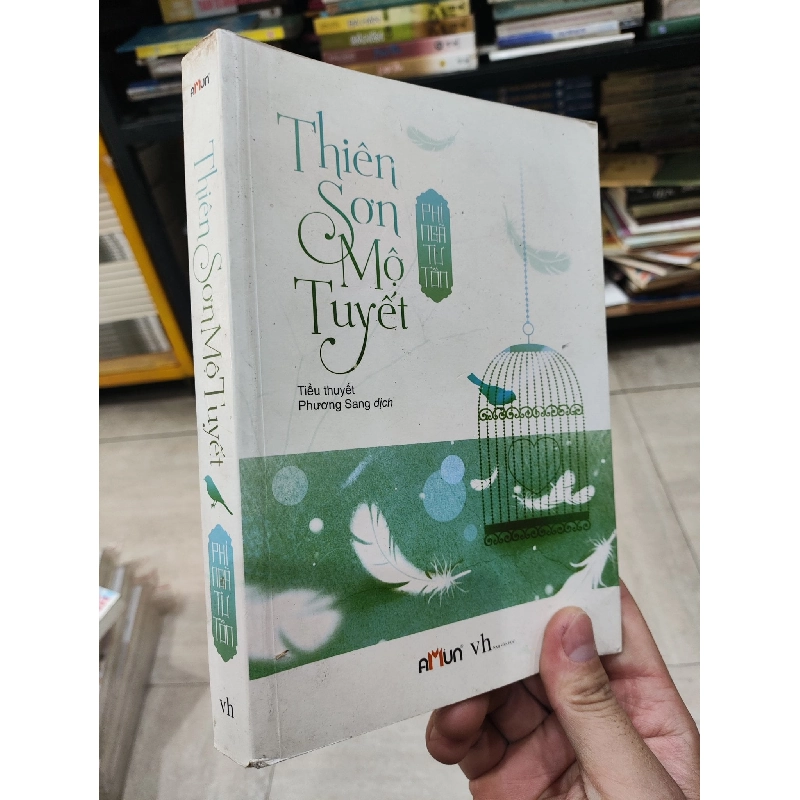 AMUN
Thiên Sơn Mộ Tuyết
PHỈ
NGÃ
TƯ
TỒN
vh
Thiên
Sơn
Mộ
Tuyết
PHỈ
NGÃ
TƯ
TỒN
Tiểu thuyết
Phương Sang dịch
AMUN vh